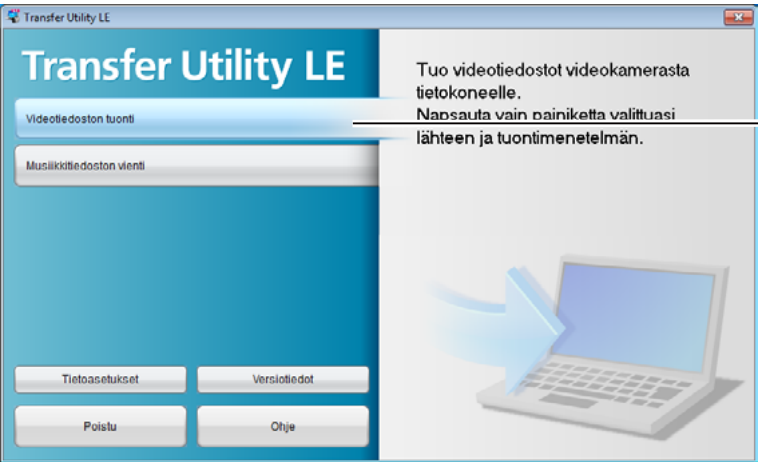 Transfer Utility LE
Transfer Utility LE
Videotiedoston tuonti
Musiikkitiedoston vienti
Tuo videotiedostot videokamerasta
tietokoneelle.
Napsauta vain painiketta valittuasi
lähteen ja tuontimenetelmän.
Tietoasetukset
Versiotiedot
Poistu
Ohje